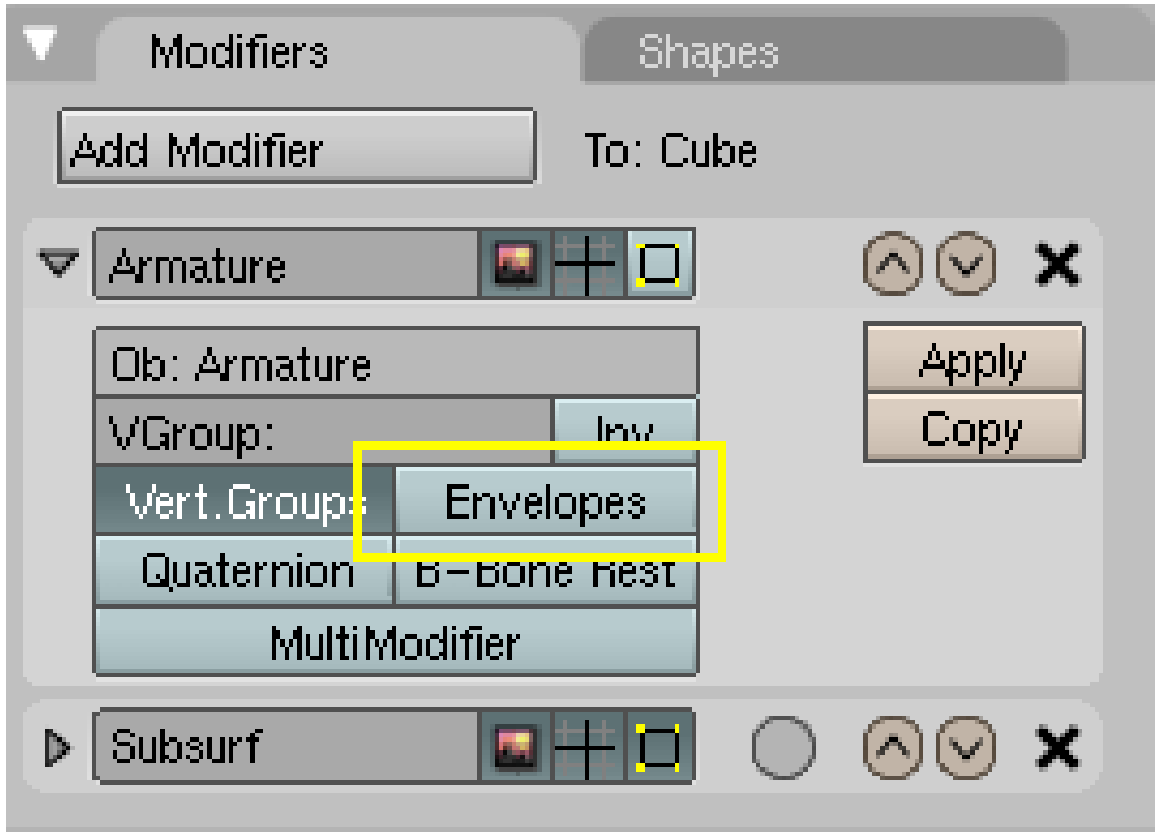 Modifiers Shapes
Add Modifier To: Cube
Armature
Ob: Armature Apply
VGroup: Inv Copy
Vert.Groups Envelopes
Quaternion B-Bone Rest
MultiModifier
Subsurf